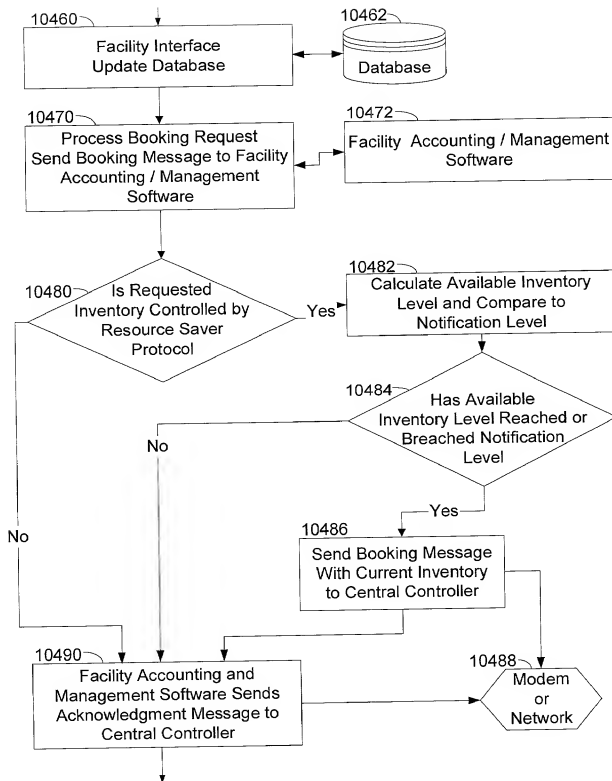 10460
Facility Interface
Update Database
10462
Database
10470
Process Booking Request
Send Booking Message to Facility
Accounting / Management
Software
10472
Facility Accounting / Management
Software
10480
Is Requested
Inventory Controlled by
Resource Saver
Protocol
Yes
10482
Calculate Available Inventory
Level and Compare to
Notification Level
10484
Has Available
Inventory Level Reached or
Breached Notification
Level
No
Yes
No
10486
Send Booking Message
With Current Inventory
to Central Controller
10490
Facility Accounting and
Management Software Sends
Acknowledgment Message to
Central Controller
10488
Modem
or
Network